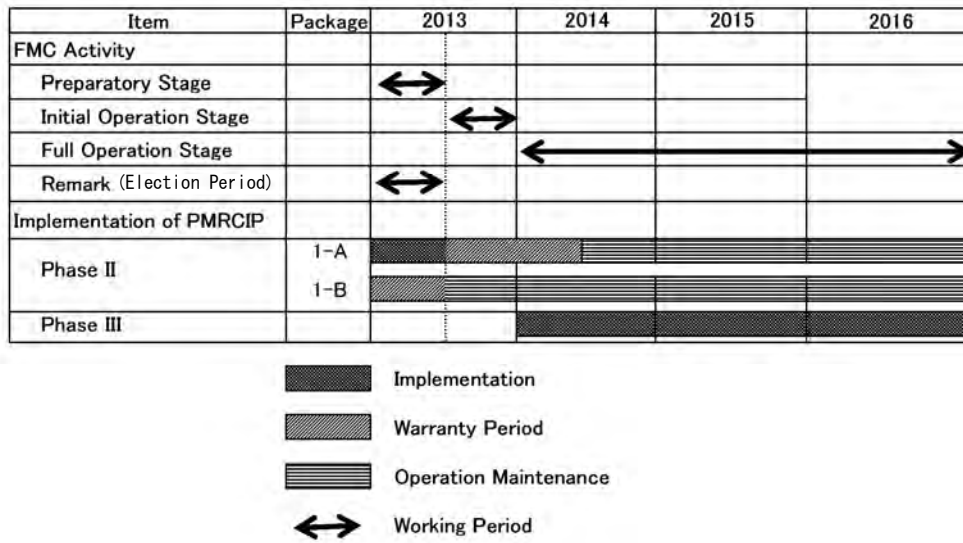 Item Package 2013 2014 2015 2016
FMC Activity
Preparatory Stage
Initial Operation Stage
Full Operation Stage
Remark (Election Period)
Implementation of PMRCIP
Phase II 1-A
1-B
Phase III
Implementation
Warranty Period
Operation Maintenance
Working Period